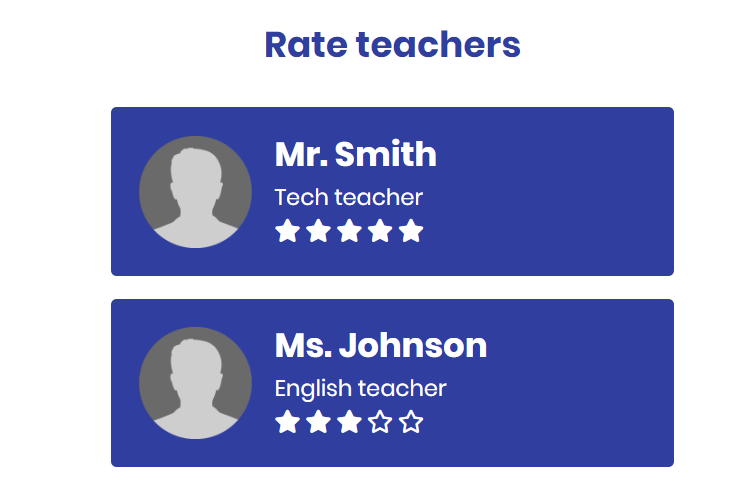 Rate teachers
Mr. Smith
Tech teacher
Ms. Johnson
English teacher